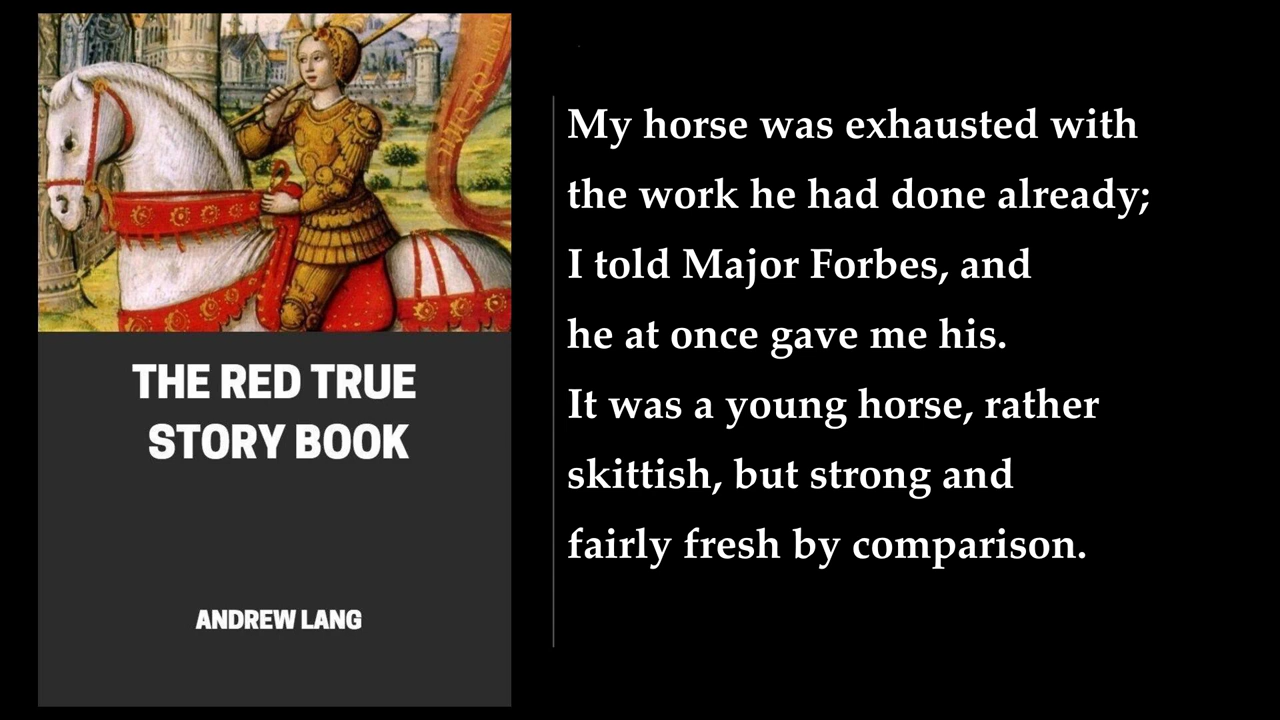 THE RED TRUE
STORY BOOK
ANDREW LANG
My horse was exhausted with
the work he had done already;
I told Major Forbes, and
he at once gave me his.
It was a young horse, rather
skittish, but strong and
fairly fresh by comparison.